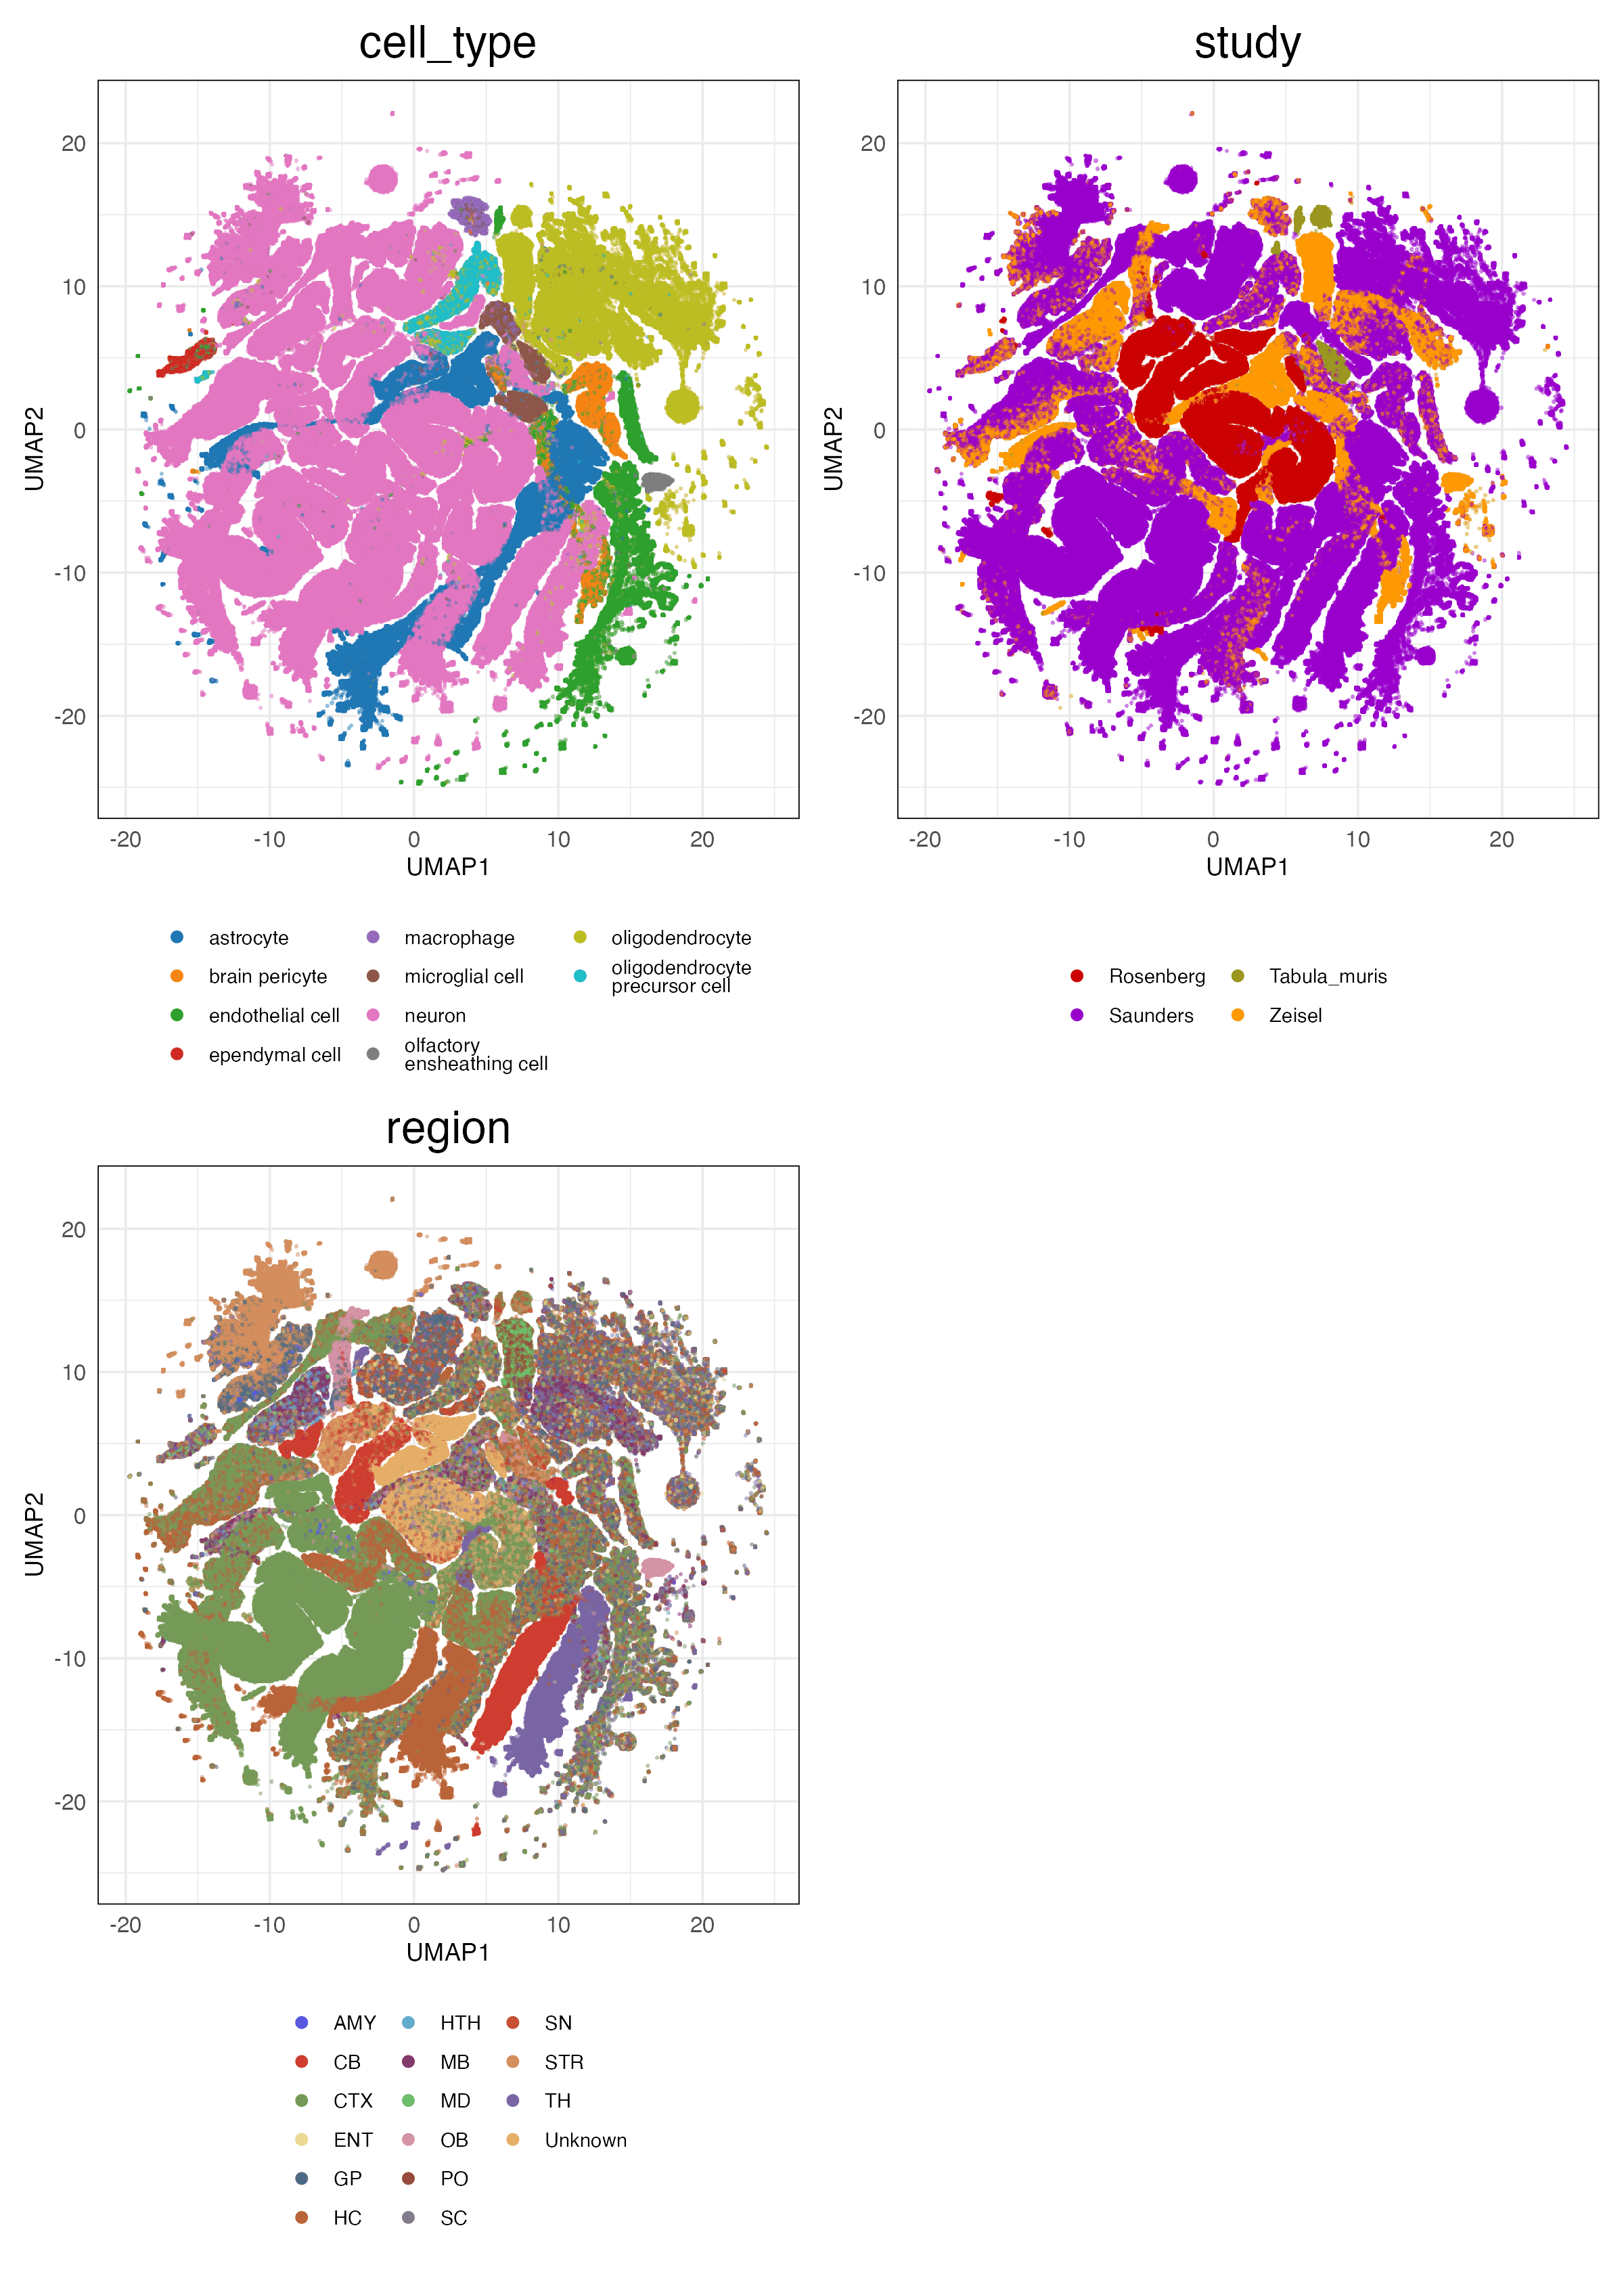 cell_type
study
20
10
0
-10
-20
UMAP2
-20
-10
0
10
20
UMAP1
20
10
0
-10
-20
UMAP2
-20
-10
0
10
20
UMAP1
astrocyte
brain pericyte
endothelial cell
ependymal cell
macrophage
microglial cell
neuron
olfactory
ensheathing cell
oligodendrocyte
oligodendrocyte
precursor cell
Rosenberg
Saunders
Tabula_muris
Zeisel
region
20
10
0
-10
-20
UMAP2
-20
-10
0
10
20
UMAP1
AMY
CB
CTX
ENT
GP
HC
HTH
MB
MD
OB
PO
SC
SN
STR
TH
Unknown